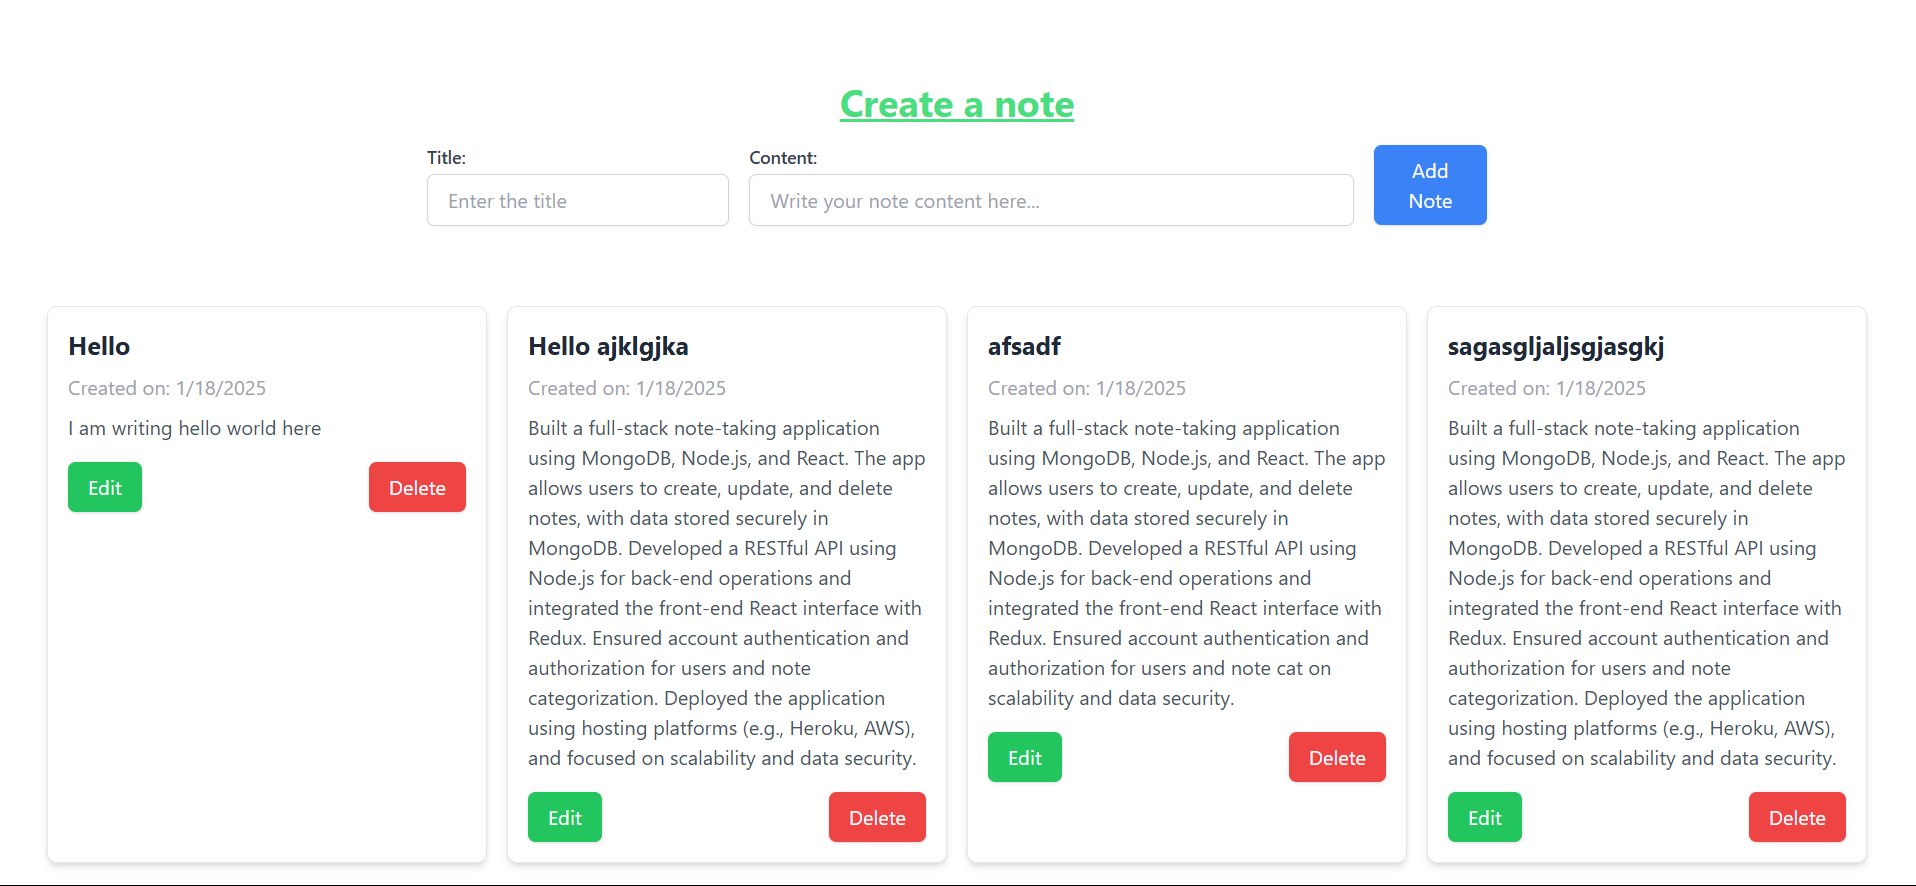 Create a note
Title:
Content:
Enter the title
Write your note content here...
Add
Note
Hello
Created on: 1/18/2025
I am writing hello world here
Edit
Delete
Hello ajklgjka
Created on: 1/18/2025
Built a full-stack note-taking application
using MongoDB, Node.js, and React. The app
allows users to create, update, and delete
notes, with data stored securely in
MongoDB. Developed a RESTful API using
Node.js for back-end operations and
integrated the front-end React interface with
Redux. Ensured account authentication and
authorization for users and note
categorization. Deployed the application
using hosting platforms (e.g., Heroku, AWS),
and focused on scalability and data security.
Edit
Delete
afsadf
Created on: 1/18/2025
Built a full-stack note-taking application
using MongoDB, Node.js, and React. The app
allows users to create, update, and delete
notes, with data stored securely in
MongoDB. Developed a RESTful API using
Node.js for back-end operations and
integrated the front-end React interface with
Redux. Ensured account authentication and
authorization for users and note cat on
scalability and data security.
Edit
Delete
sagasgljaljsgjasgkj
Created on: 1/18/2025
Built a full-stack note-taking application
using MongoDB, Node.js, and React. The app
allows users to create, update, and delete
notes, with data stored securely in
MongoDB. Developed a RESTful API using
Node.js for back-end operations and
integrated the front-end React interface with
Redux. Ensured account authentication and
authorization for users and note
categorization. Deployed the application
using hosting platforms (e.g., Heroku, AWS),
and focused on scalability and data security.
Edit
Delete